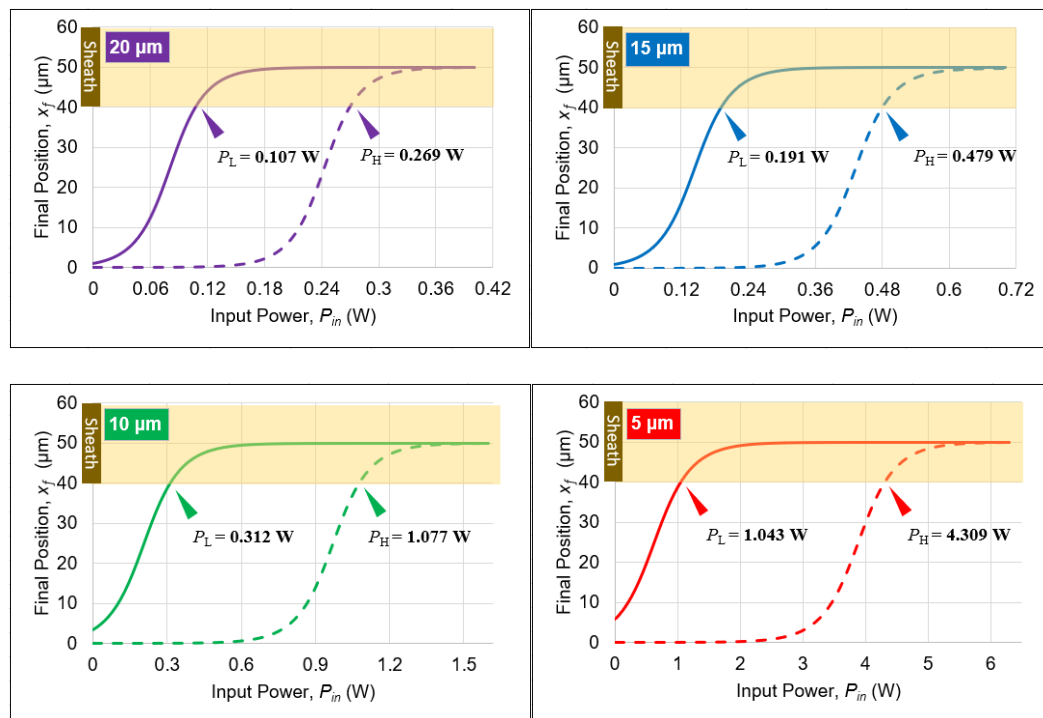 60
50
40
30
20
10
0
Final Position, x_f (µm)
Sheath
20 µm
P_L = 0.107 W
P_H = 0.269 W
0 0.06 0.12 0.18 0.24 0.3 0.36 0.42
Input Power, P_in (W)
60
50
40
30
20
10
0
Final Position, x_f (µm)
Sheath
15 µm
P_L = 0.191 W
P_H = 0.479 W
0 0.12 0.24 0.36 0.48 0.6 0.72
Input Power, P_in (W)
60
50
40
30
20
10
0
Final Position, x_f (µm)
Sheath
10 µm
P_L = 0.312 W
P_H = 1.077 W
0 0.3 0.6 0.9 1.2 1.5
Input Power, P_in (W)
60
50
40
30
20
10
0
Final Position, x_f (µm)
Sheath
5 µm
P_L = 1.043 W
P_H = 4.309 W
0 1 2 3 4 5 6
Input Power, P_in (W)